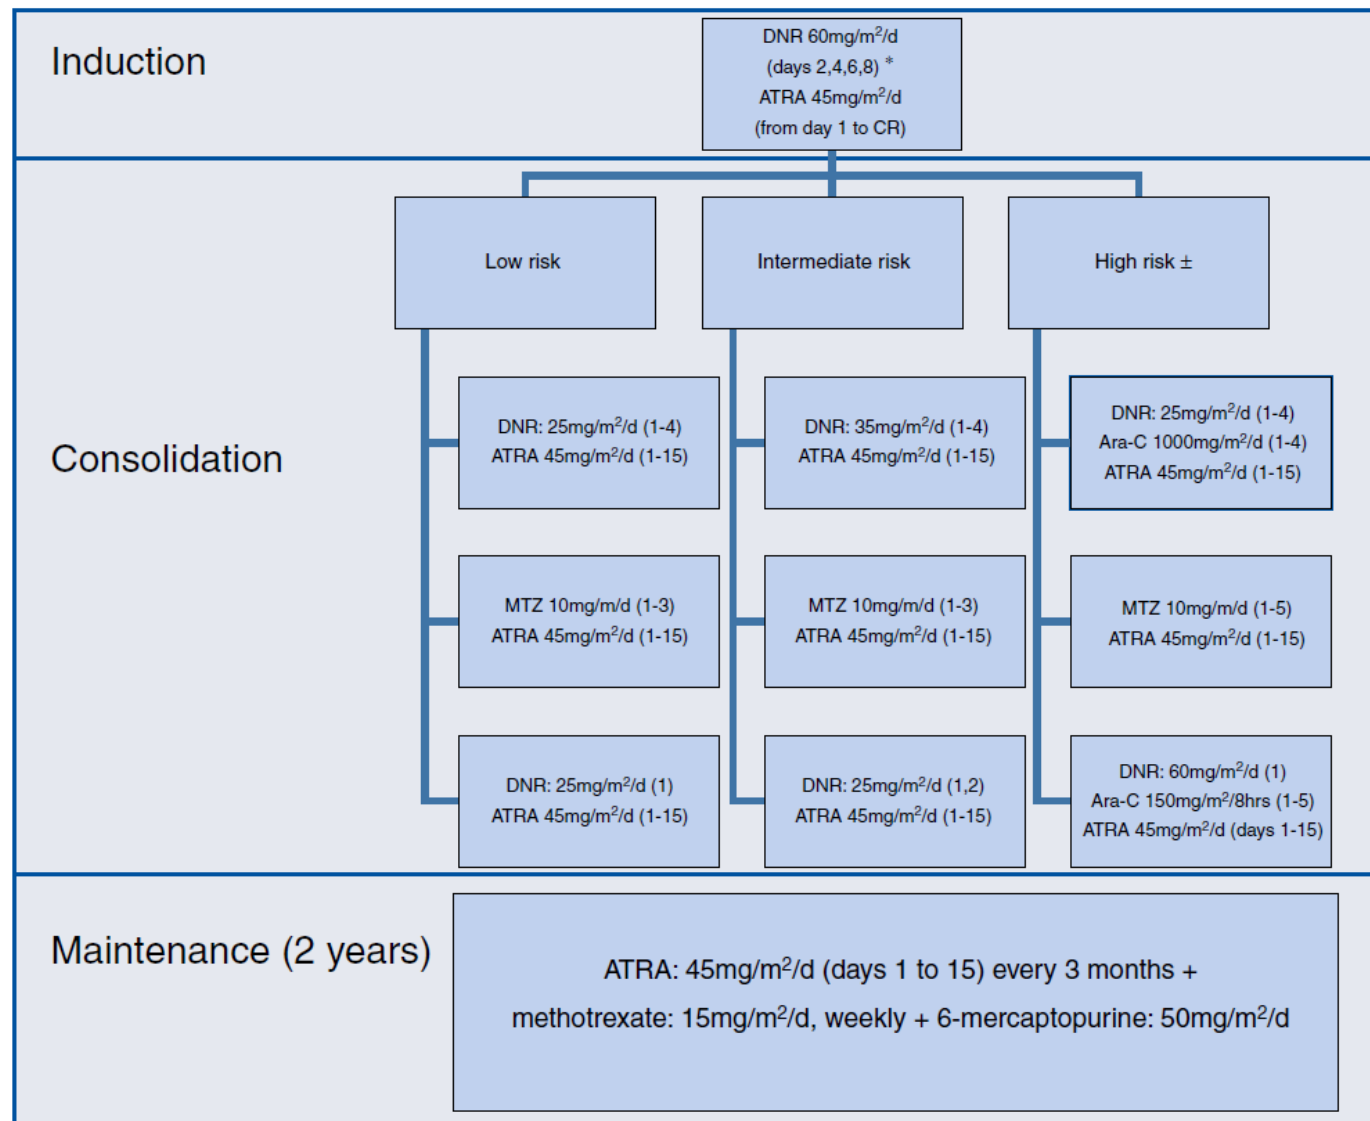 Induction
DNR 60mg/m²/d
(days 2,4,6,8) *
ATRA 45mg/m²/d
(from day 1 to CR)
Consolidation
Low risk
Intermediate risk
High risk ±
DNR: 25mg/m²/d (1-4)
ATRA 45mg/m²/d (1-15)
DNR: 35mg/m²/d (1-4)
ATRA 45mg/m²/d (1-15)
DNR: 25mg/m²/d (1-4)
Ara-C 1000mg/m²/d (1-4)
ATRA 45mg/m²/d (1-15)
MTZ 10mg/m/d (1-3)
ATRA 45mg/m²/d (1-15)
MTZ 10mg/m/d (1-3)
ATRA 45mg/m²/d (1-15)
MTZ 10mg/m/d (1-5)
ATRA 45mg/m²/d (1-15)
DNR: 25mg/m²/d (1)
ATRA 45mg/m²/d (1-15)
DNR: 25mg/m²/d (1,2)
ATRA 45mg/m²/d (1-15)
DNR: 60mg/m²/d (1)
Ara-C 150mg/m²/8hrs (1-5)
ATRA 45mg/m²/d (days 1-15)
Maintenance (2 years)
ATRA: 45mg/m²/d (days 1 to 15) every 3 months +
methotrexate: 15mg/m²/d, weekly + 6-mercaptopurine: 50mg/m²/d